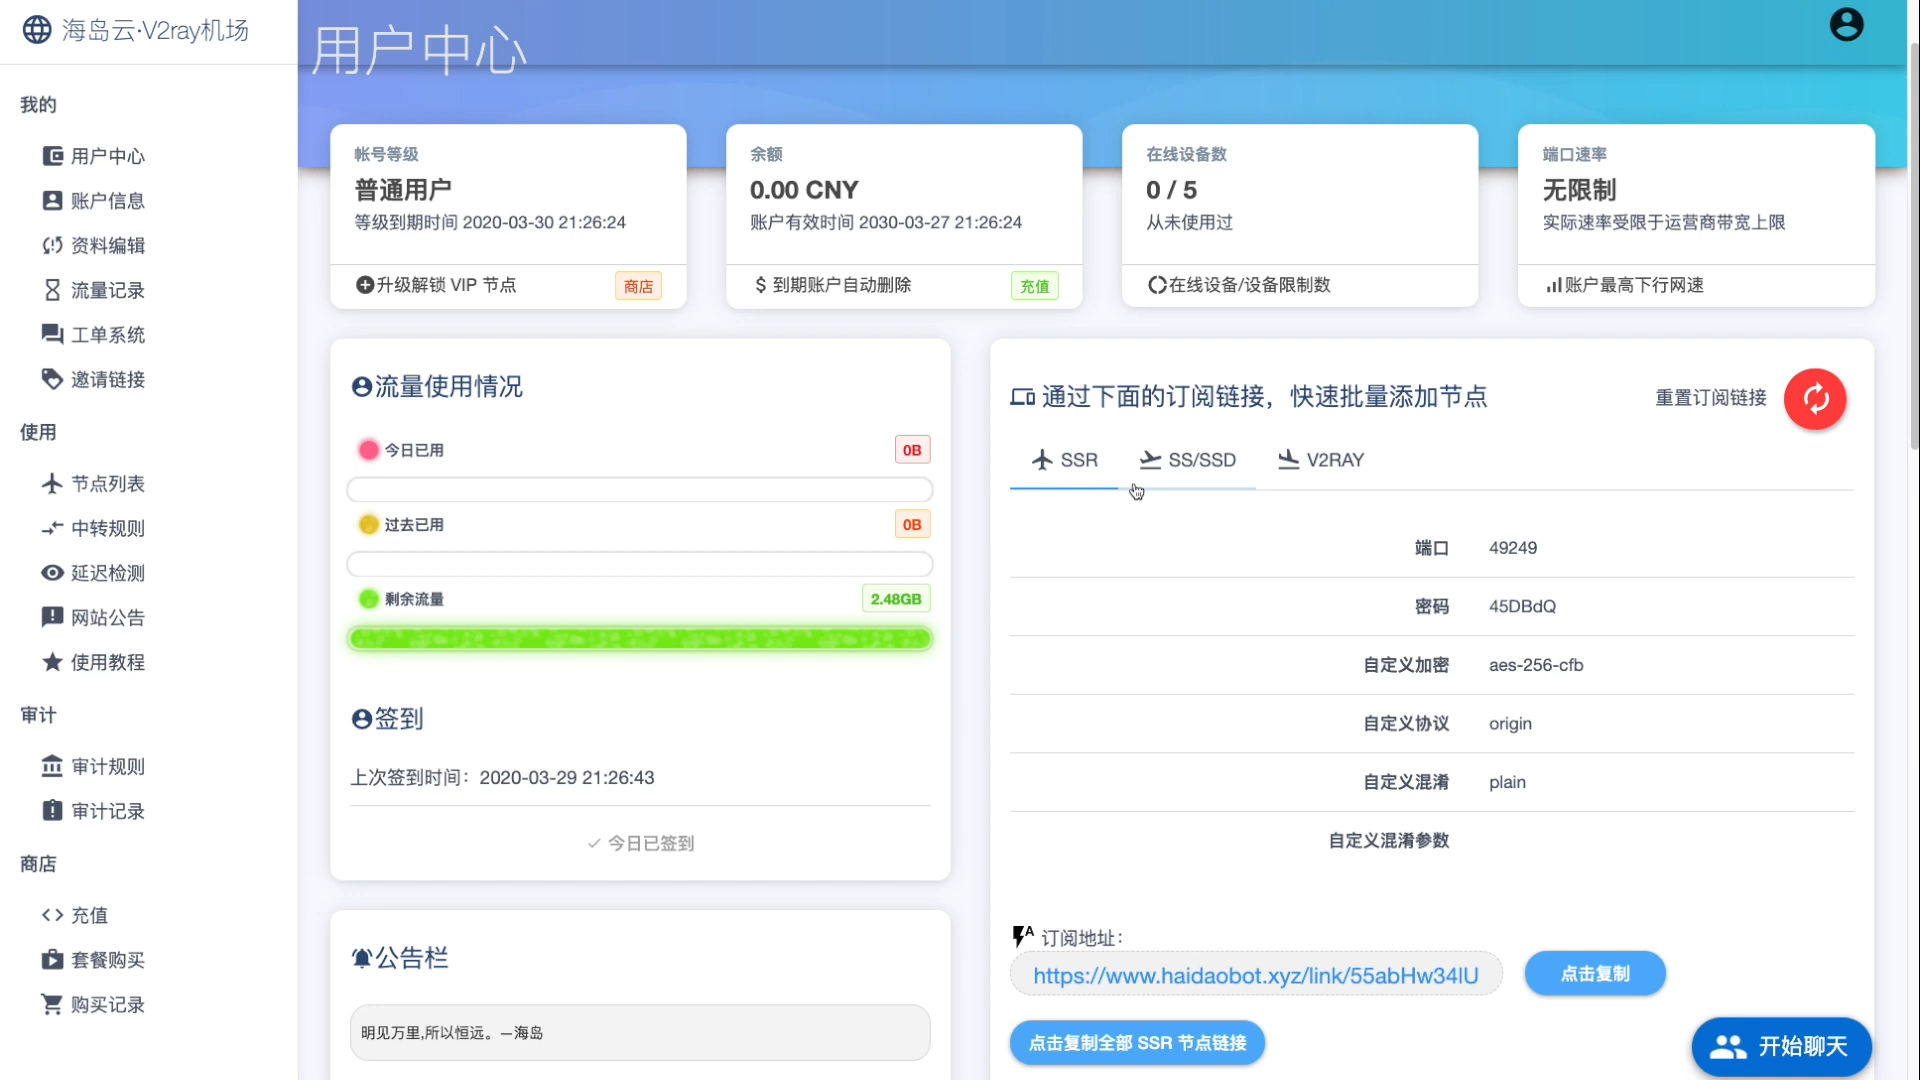 海岛云·V2ray机场
我的
用户中心
账户信息
资料编辑
流量记录
工单系统
邀请链接
使用
节点列表
中转规则
延迟检测
网站公告
使用教程
审计
审计规则
审计记录
商店
充值
套餐购买
购买记录
用户中心
帐号等级
普通用户
等级到期时间 2020-03-30 21:26:24
升级解锁 VIP 节点
商店
余额
0.00 CNY
账户有效时间 2030-03-27 21:26:24
$ 到期账户自动删除
充值
在线设备数
0 / 5
从未使用过
在线设备/设备限制数
端口速率
无限制
实际速率受限于运营商带宽上限
账户最高下行网速
流量使用情况
今日已用
0B
过去已用
0B
剩余流量
2.48GB
签到
上次签到时间：2020-03-29 21:26:43
今日已签到
公告栏
明见万里,所以恒远。—海岛
通过下面的订阅链接，快速批量添加节点
重置订阅链接
SSR
SS/SSD
V2RAY
端口 49249
密码 45DBdQ
自定义加密 aes-256-cfb
自定义协议 origin
自定义混淆 plain
自定义混淆参数
订阅地址：
https://www.haidaobot.xyz/link/55abHw34lU
点击复制
点击复制全部 SSR 节点链接
开始聊天